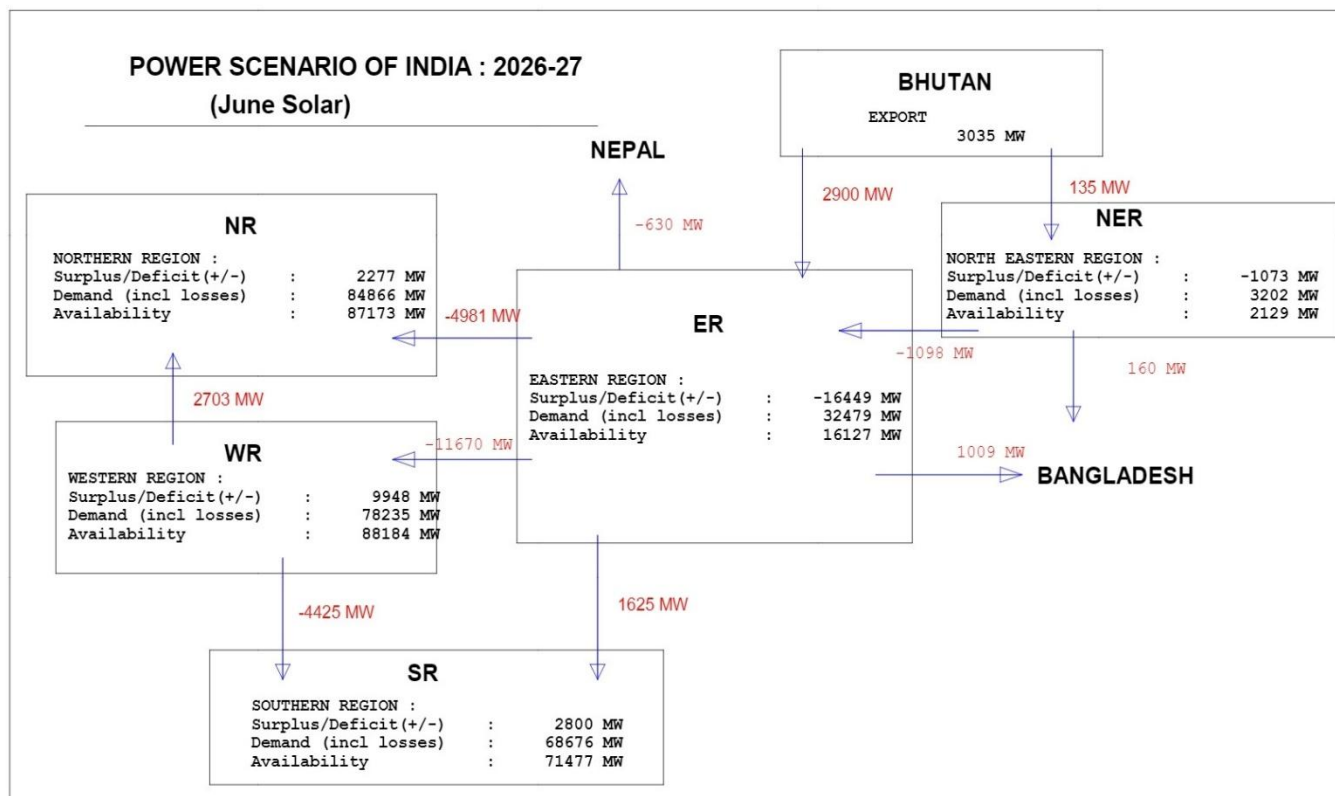 POWER SCENARIO OF INDIA : 2026-27
(June Solar)
BHUTAN
EXPORT
3035 MW
NEPAL
2900 MW
135 MW
-630 MW
NR
NORTHERN REGION :
Surplus/Deficit(+/-) : 2277 MW
Demand (incl losses) : 84866 MW
Availability : 87173 MW
NER
NORTH EASTERN REGION :
Surplus/Deficit(+/-) : -1073 MW
Demand (incl losses) : 3202 MW
Availability : 2129 MW
-4981 MW
ER
EASTERN REGION :
Surplus/Deficit(+/-) : -16449 MW
Demand (incl losses) : 32479 MW
Availability : 16127 MW
-1098 MW
160 MW
2703 MW
-11670 MW
1009 MW
BANGLADESH
WR
WESTERN REGION :
Surplus/Deficit(+/-) : 9948 MW
Demand (incl losses) : 78235 MW
Availability : 88184 MW
-4425 MW
1625 MW
SR
SOUTHERN REGION :
Surplus/Deficit(+/-) : 2800 MW
Demand (incl losses) : 68676 MW
Availability : 71477 MW